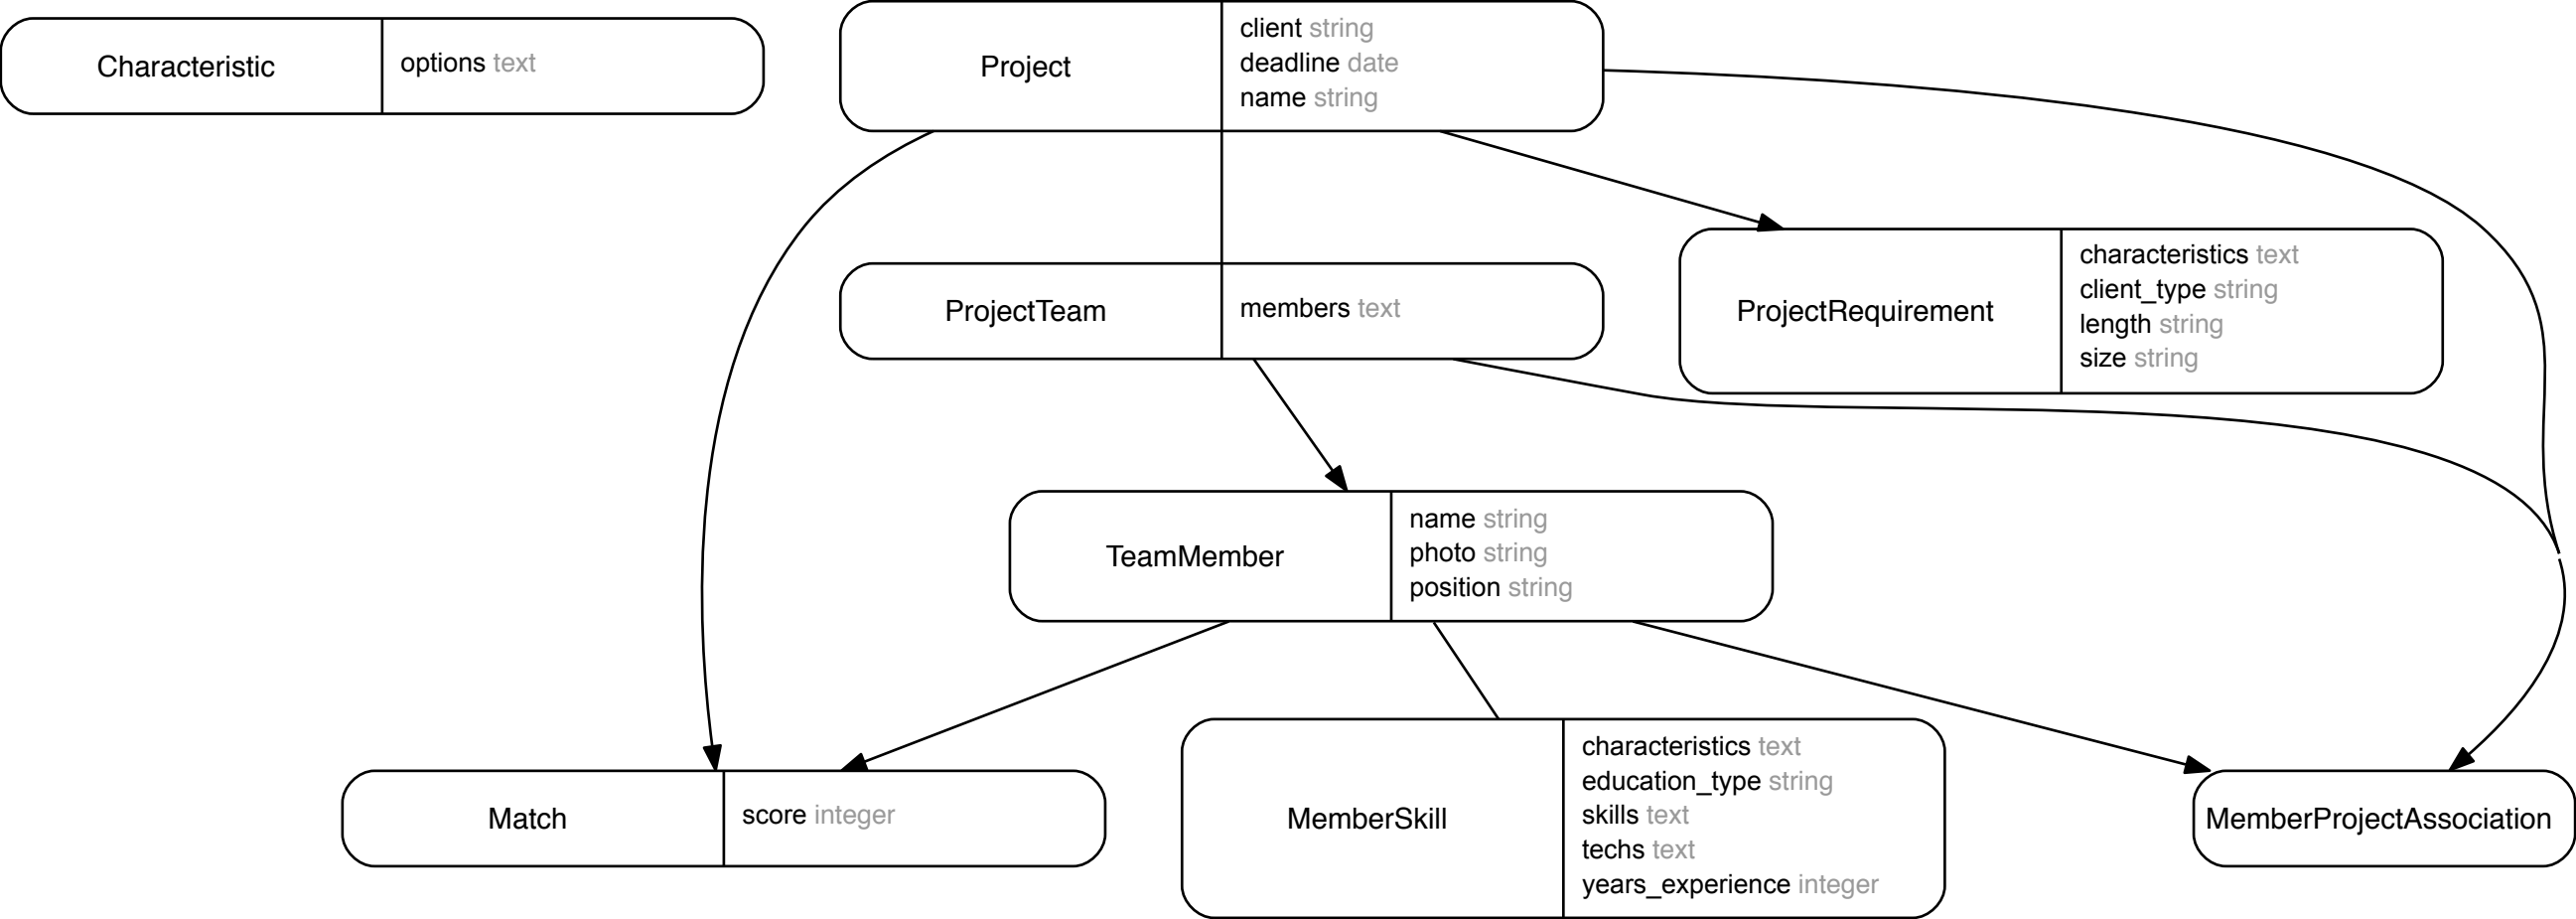 Characteristic
options text
Project
client string
deadline date
name string
ProjectTeam
members text
ProjectRequirement
characteristics text
client_type string
length string
size string
TeamMember
name string
photo string
position string
Match
score integer
MemberSkill
characteristics text
education_type string
skills text
techs text
years_experience integer
MemberProjectAssociation